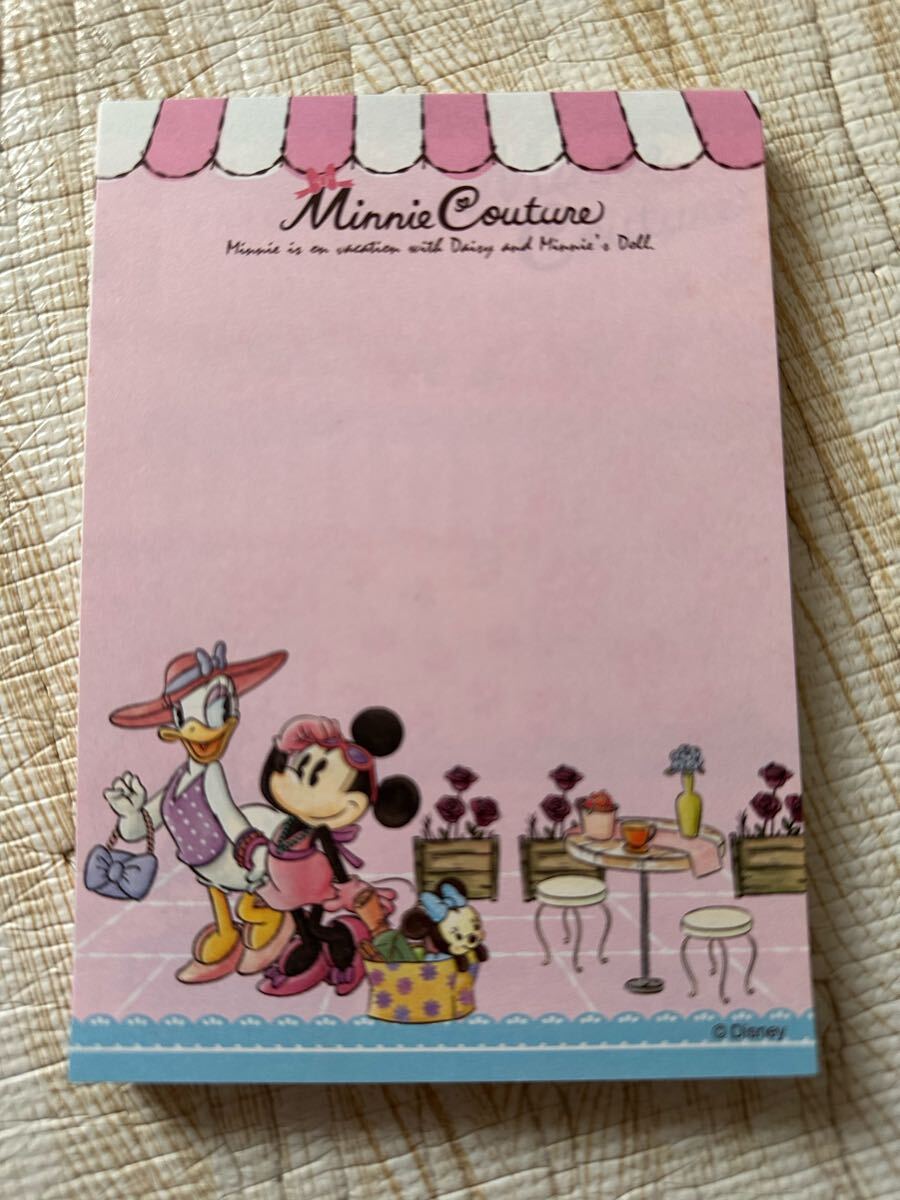 Minnie Couture
Minnie is on vacation with Daisy and Minnie's Doll.
© Disney